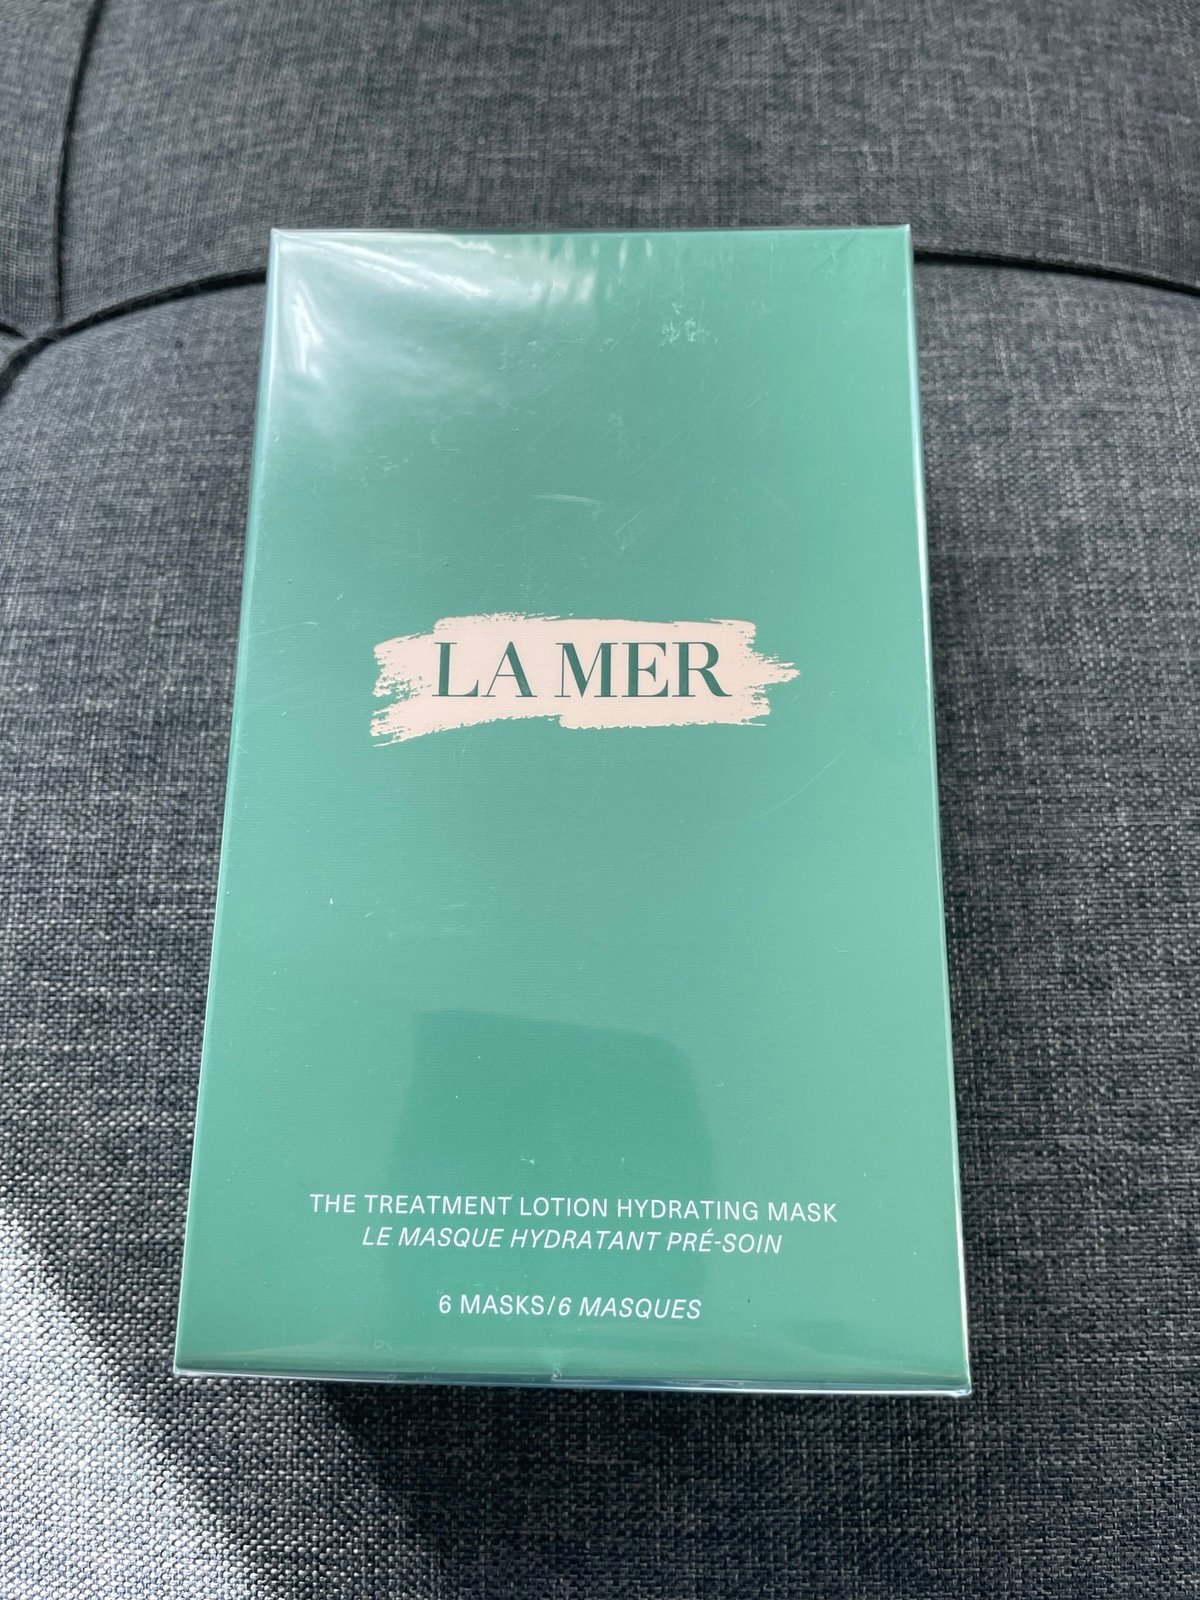 LA MER
THE TREATMENT LOTION HYDRATING MASK
LE MASQUE HYDRATANT PRÉ-SOIN
6 MASKS/6 MASQUES